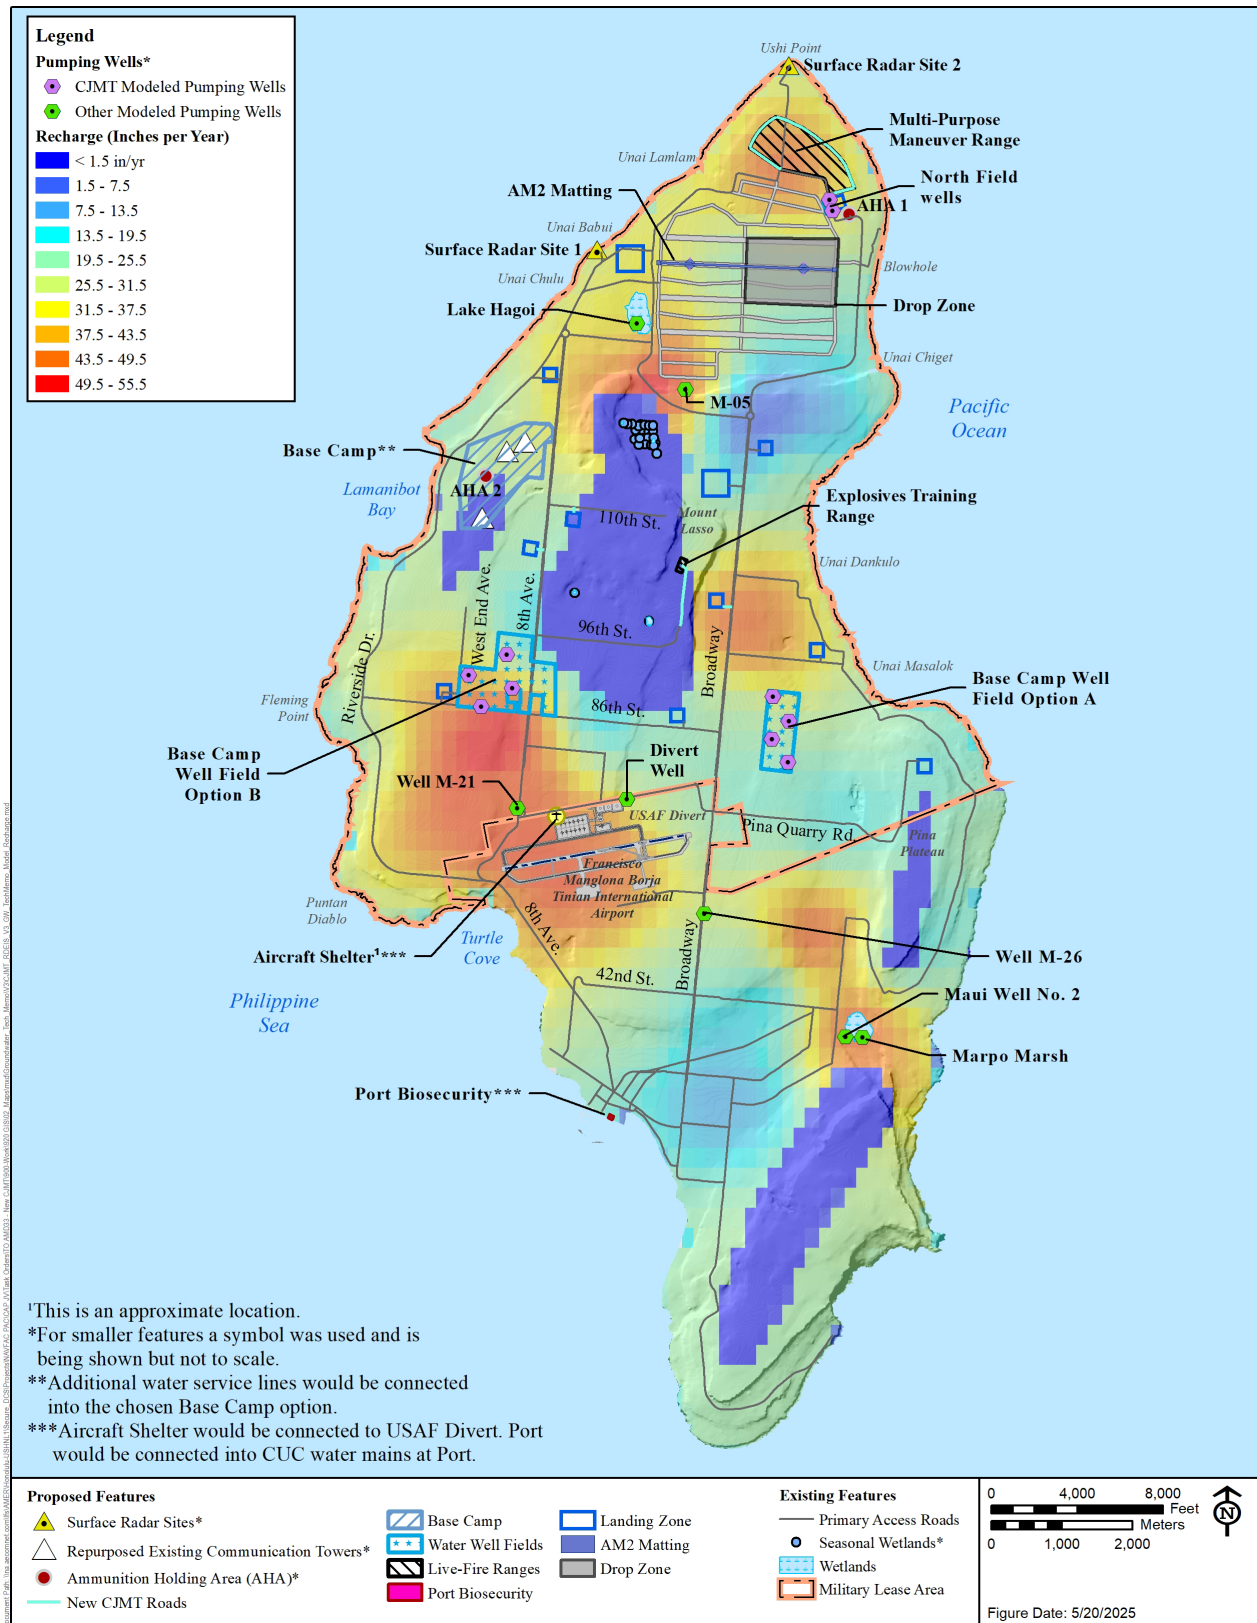 Legend
Pumping Wells*
CJMT Modeled Pumping Wells
Other Modeled Pumping Wells
Recharge (Inches per Year)
< 1.5 in/yr
1.5 - 7.5
7.5 - 13.5
13.5 - 19.5
19.5 - 25.5
25.5 - 31.5
31.5 - 37.5
37.5 - 43.5
43.5 - 49.5
49.5 - 55.5
Ushi Point
Surface Radar Site 2
Multi-Purpose
Maneuver Range
Unai Lamlam
North Field
wells
AM2 Matting
AHA 1
Unai Babui
Surface Radar Site 1
Unai Chulu
Blowhole
Lake Hagoi
Drop Zone
Unai Chiget
M-05
Pacific
Ocean
Base Camp**
AHA 2
Lamanibot
Bay
Explosives Training
Range
Mount
Lasso
110th St.
Unai Dankulo
West End Ave.
8th Ave.
96th St.
Broadway
Riverside Dr.
Unai Masalok
Base Camp Well
Field Option A
Fleming
Point
86th St.
Base Camp
Well Field
Option B
Divert
Well
Well M-21
USAF Divert
Pina Quarry Rd.
Pina
Plateau
Francisco
Manglona Borja
Tinian International
Airport
Puntan
Diablo
8th Ave.
Turtle
Cove
Broadway
Aircraft Shelter¹***
Well M-26
42nd St.
Maui Well No. 2
Philippine
Sea
Marpo Marsh
Port Biosecurity***
¹This is an approximate location.
*For smaller features a symbol was used and is
being shown but not to scale.
**Additional water service lines would be connected
into the chosen Base Camp option.
***Aircraft Shelter would be connected to USAF Divert. Port
would be connected into CUC water mains at Port.
Proposed Features
Surface Radar Sites*
Repurposed Existing Communication Towers*
Ammunition Holding Area (AHA)*
New CJMT Roads
Base Camp
Water Well Fields
Live-Fire Ranges
Port Biosecurity
Landing Zone
AM2 Matting
Drop Zone
Existing Features
Primary Access Roads
Seasonal Wetlands*
Wetlands
Military Lease Area
0 4,000 8,000
Feet
Meters
0 1,000 2,000
N
Figure Date: 5/20/2025